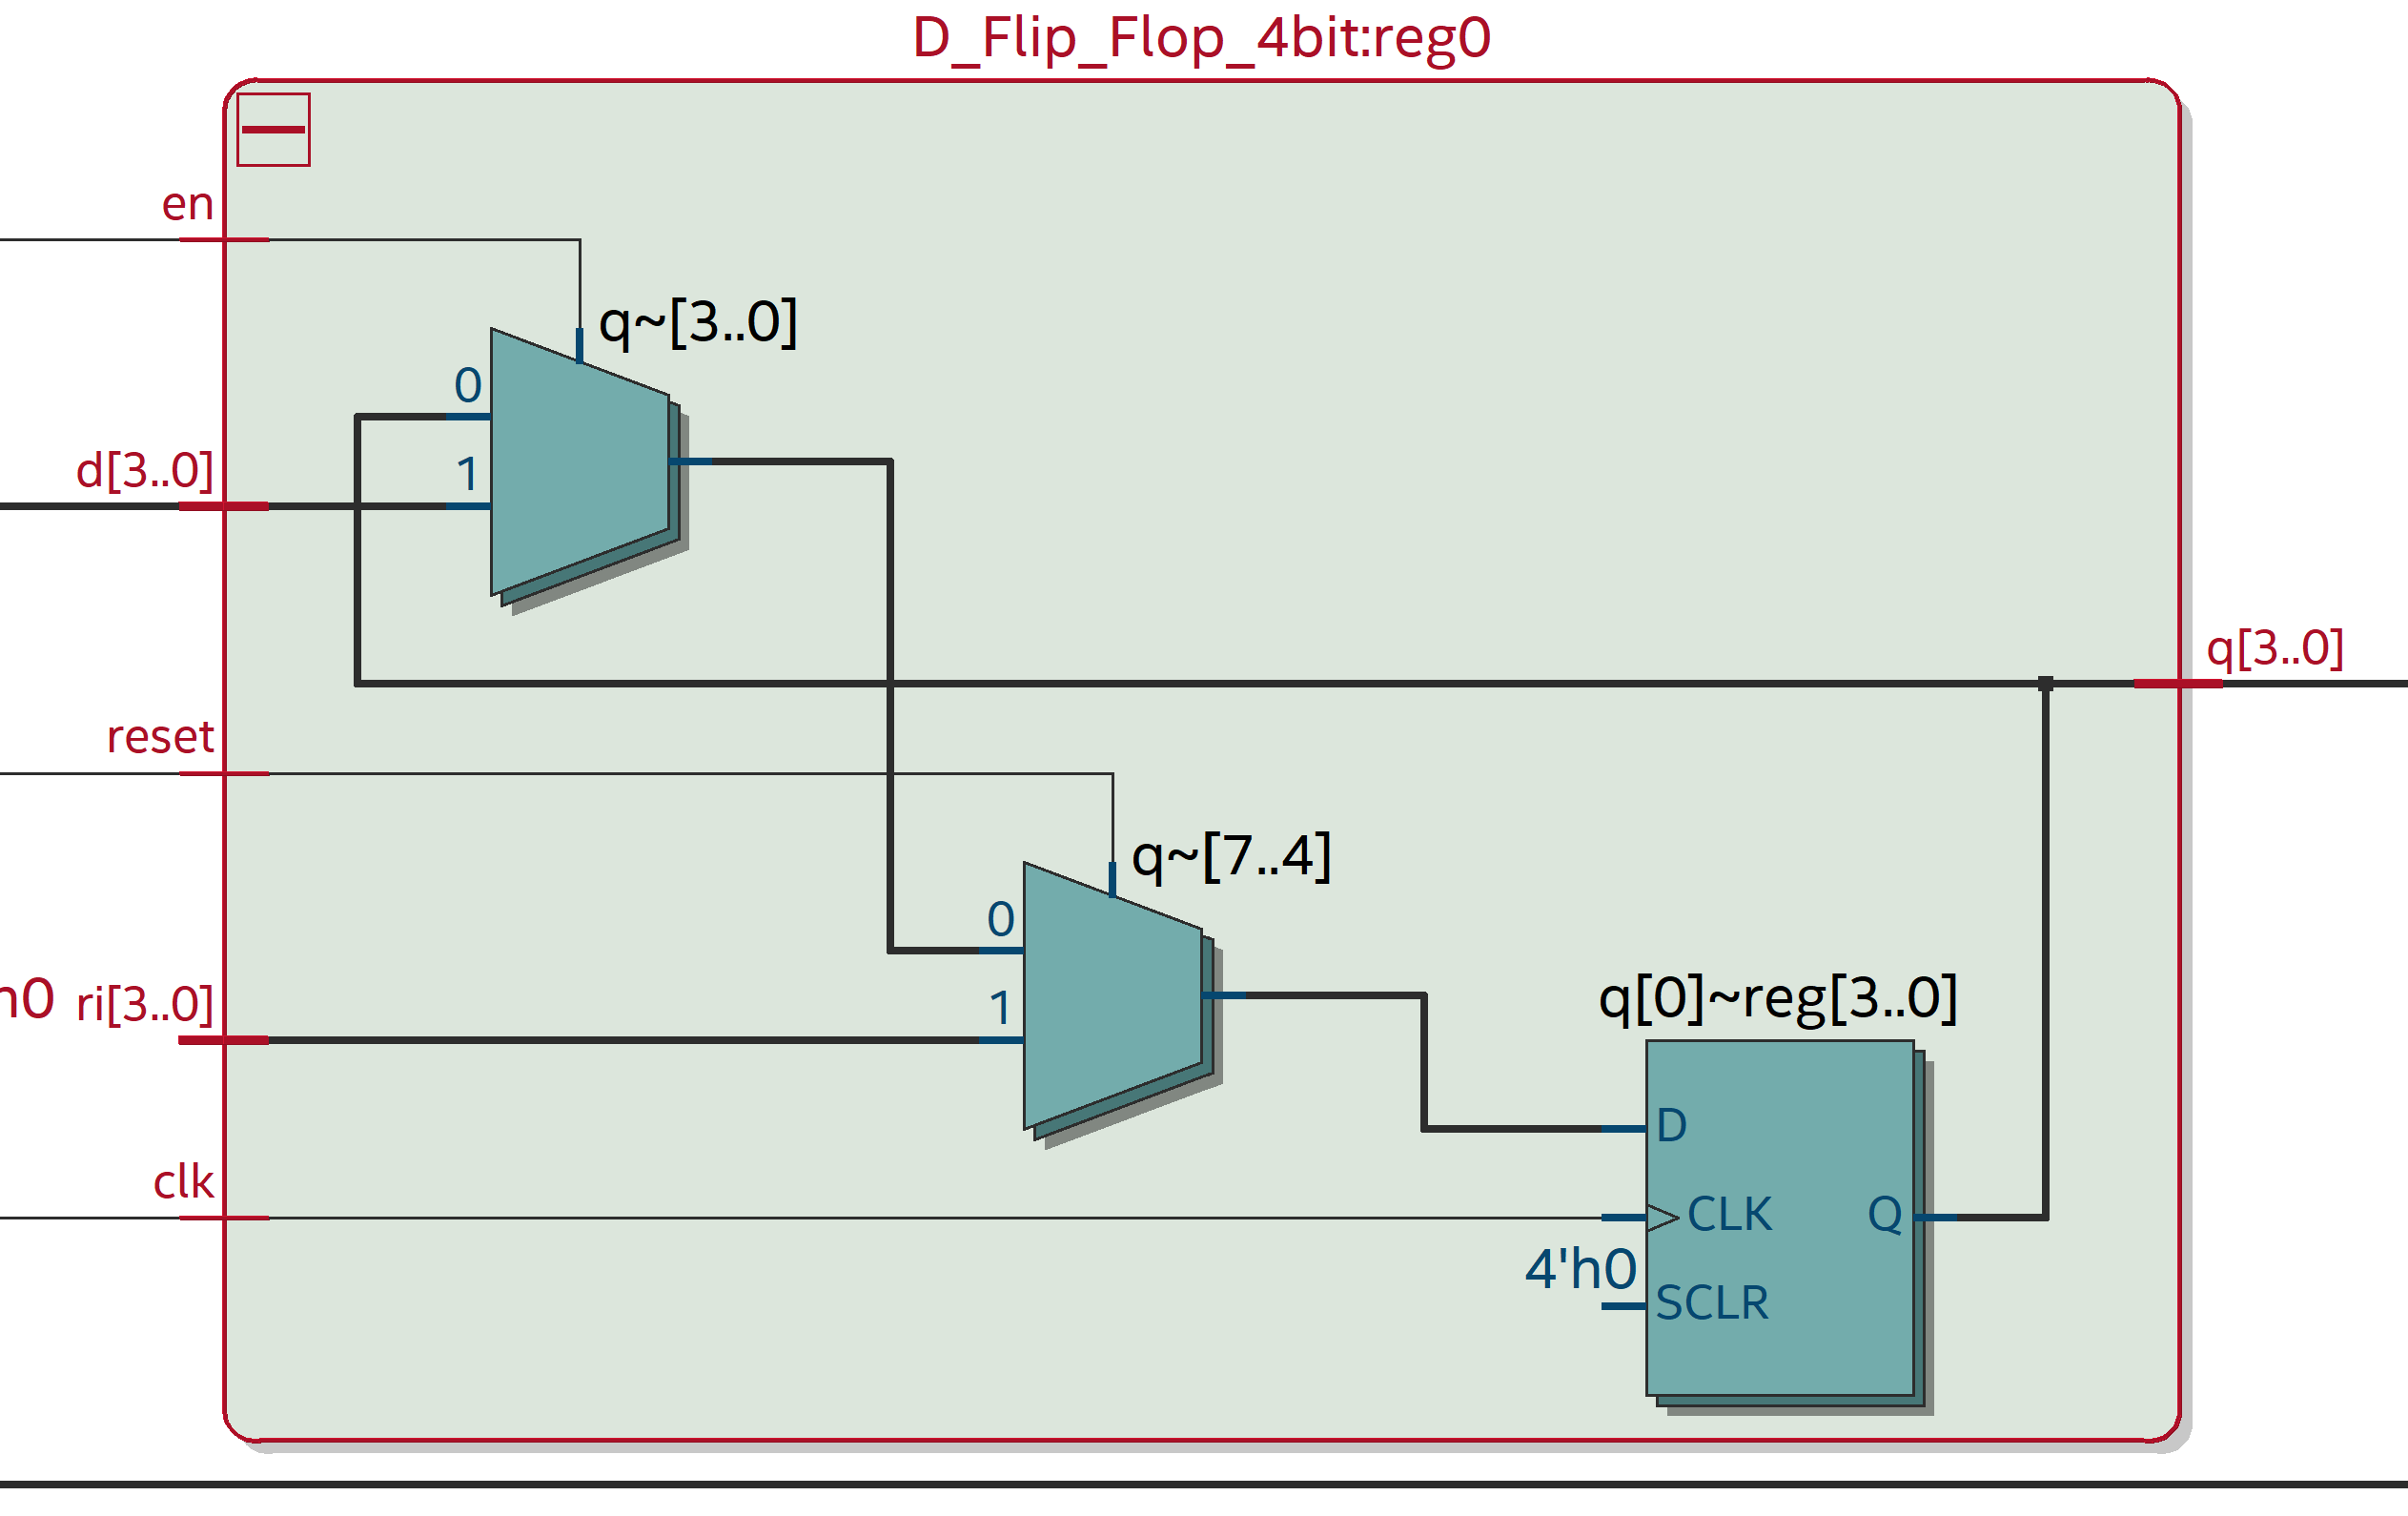 D_Flip_Flop_4bit:reg0
en
q~[3..0]
0
d[3..0]
1
q[3..0]
reset
q~[7..4]
0
h0 ri[3..0]
1
q[0]~reg[3..0]
D
clk
CLK
Q
4'h0
SCLR